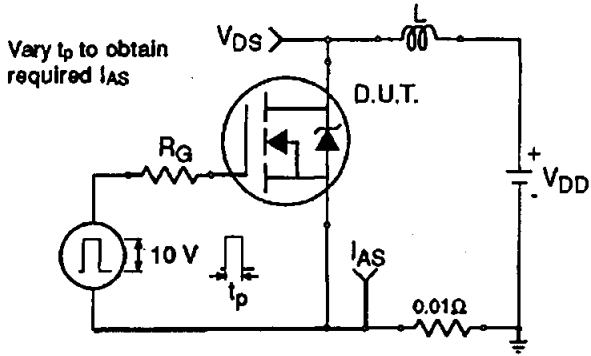 Vary tp to obtain
required IAS
VDS
L
D.U.T.
RG
+
VDD
-
10 V
tp
IAS
0.01Ω